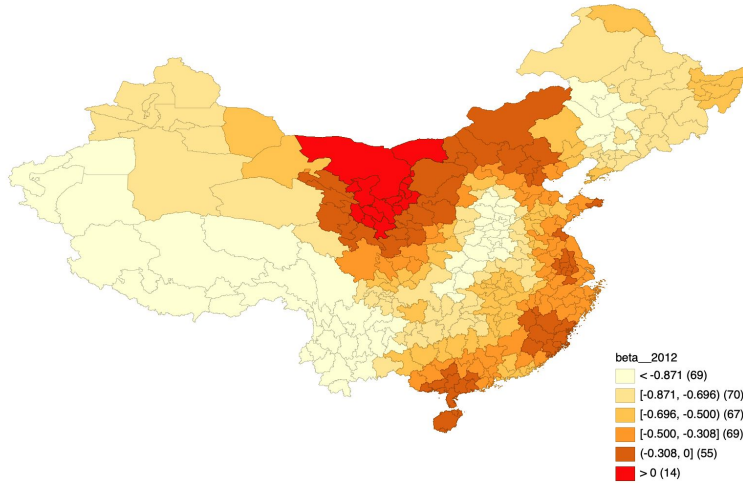 beta__2012
< -0.871 (69)
[-0.871, -0.696) (70)
[-0.696, -0.500) (67)
[-0.500, -0.308] (69)
(-0.308, 0] (55)
> 0 (14)